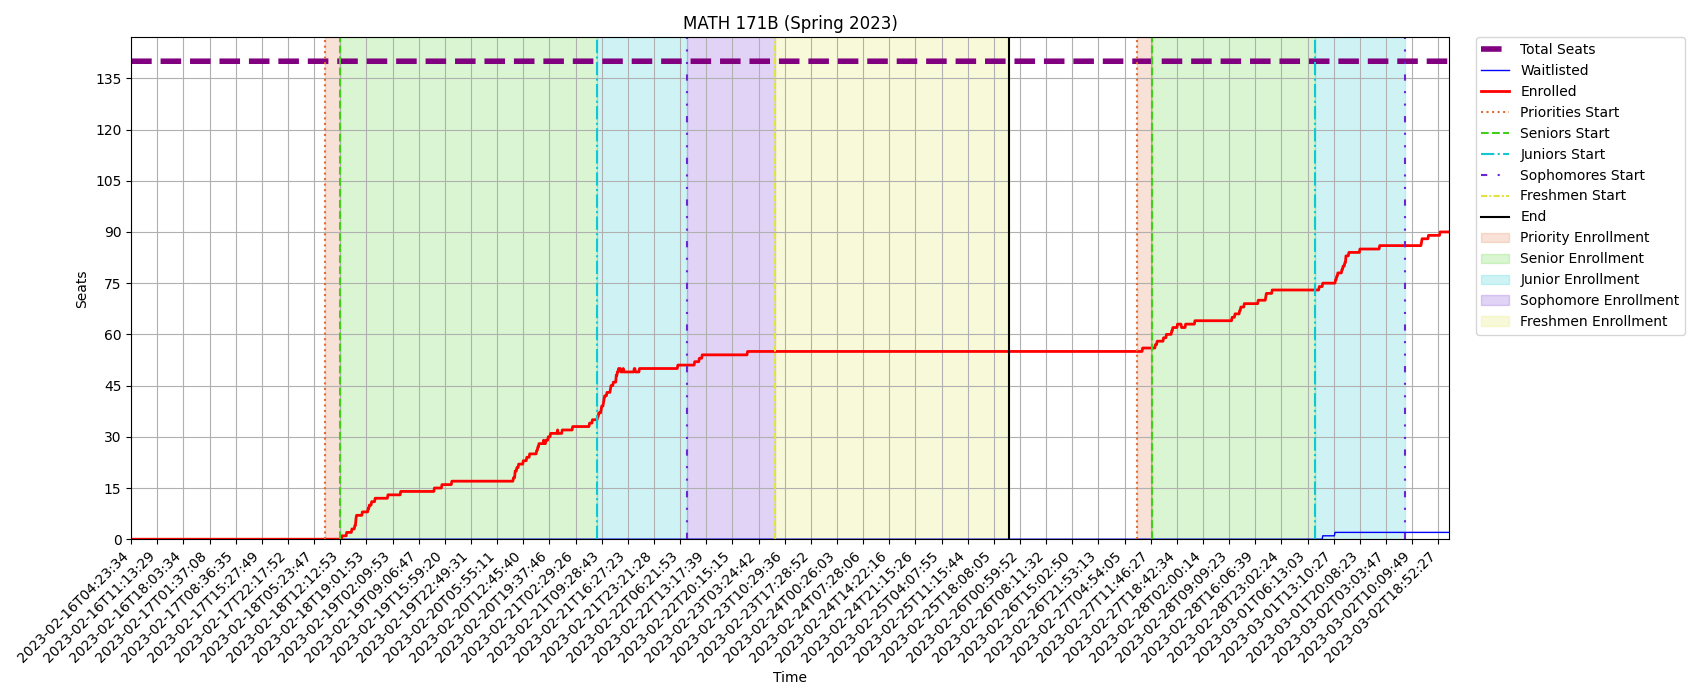 MATH 171B (Spring 2023)
Seats
135
120
105
90
75
60
45
30
15
0
2023-02-16T04:23:34
2023-02-16T11:13:29
2023-02-16T18:03:34
2023-02-17T01:37:08
2023-02-17T08:36:35
2023-02-17T15:27:49
2023-02-17T22:17:52
2023-02-18T05:23:47
2023-02-18T12:12:53
2023-02-18T19:01:53
2023-02-19T02:09:53
2023-02-19T09:06:47
2023-02-19T15:59:20
2023-02-19T22:49:31
2023-02-20T05:55:11
2023-02-20T12:45:40
2023-02-20T19:37:46
2023-02-21T02:29:26
2023-02-21T09:28:43
2023-02-21T16:27:23
2023-02-21T23:21:28
2023-02-22T06:21:53
2023-02-22T13:17:39
2023-02-22T20:15:15
2023-02-23T03:24:42
2023-02-23T10:29:36
2023-02-23T17:28:52
2023-02-24T00:26:03
2023-02-24T07:28:06
2023-02-24T14:22:16
2023-02-24T21:15:26
2023-02-25T04:07:55
2023-02-25T11:15:44
2023-02-25T18:08:05
2023-02-26T00:59:52
2023-02-26T08:11:32
2023-02-26T15:02:50
2023-02-26T21:53:13
2023-02-27T04:54:05
2023-02-27T11:46:27
2023-02-27T18:42:34
2023-02-28T02:00:14
2023-02-28T09:09:23
2023-02-28T16:06:39
2023-02-28T23:02:24
2023-03-01T06:13:03
2023-03-01T13:10:27
2023-03-01T20:08:23
2023-03-02T03:03:47
2023-03-02T10:09:49
2023-03-02T18:52:27
Time
Total Seats
Waitlisted
Enrolled
Priorities Start
Seniors Start
Juniors Start
Sophomores Start
Freshmen Start
End
Priority Enrollment
Senior Enrollment
Junior Enrollment
Sophomore Enrollment
Freshmen Enrollment